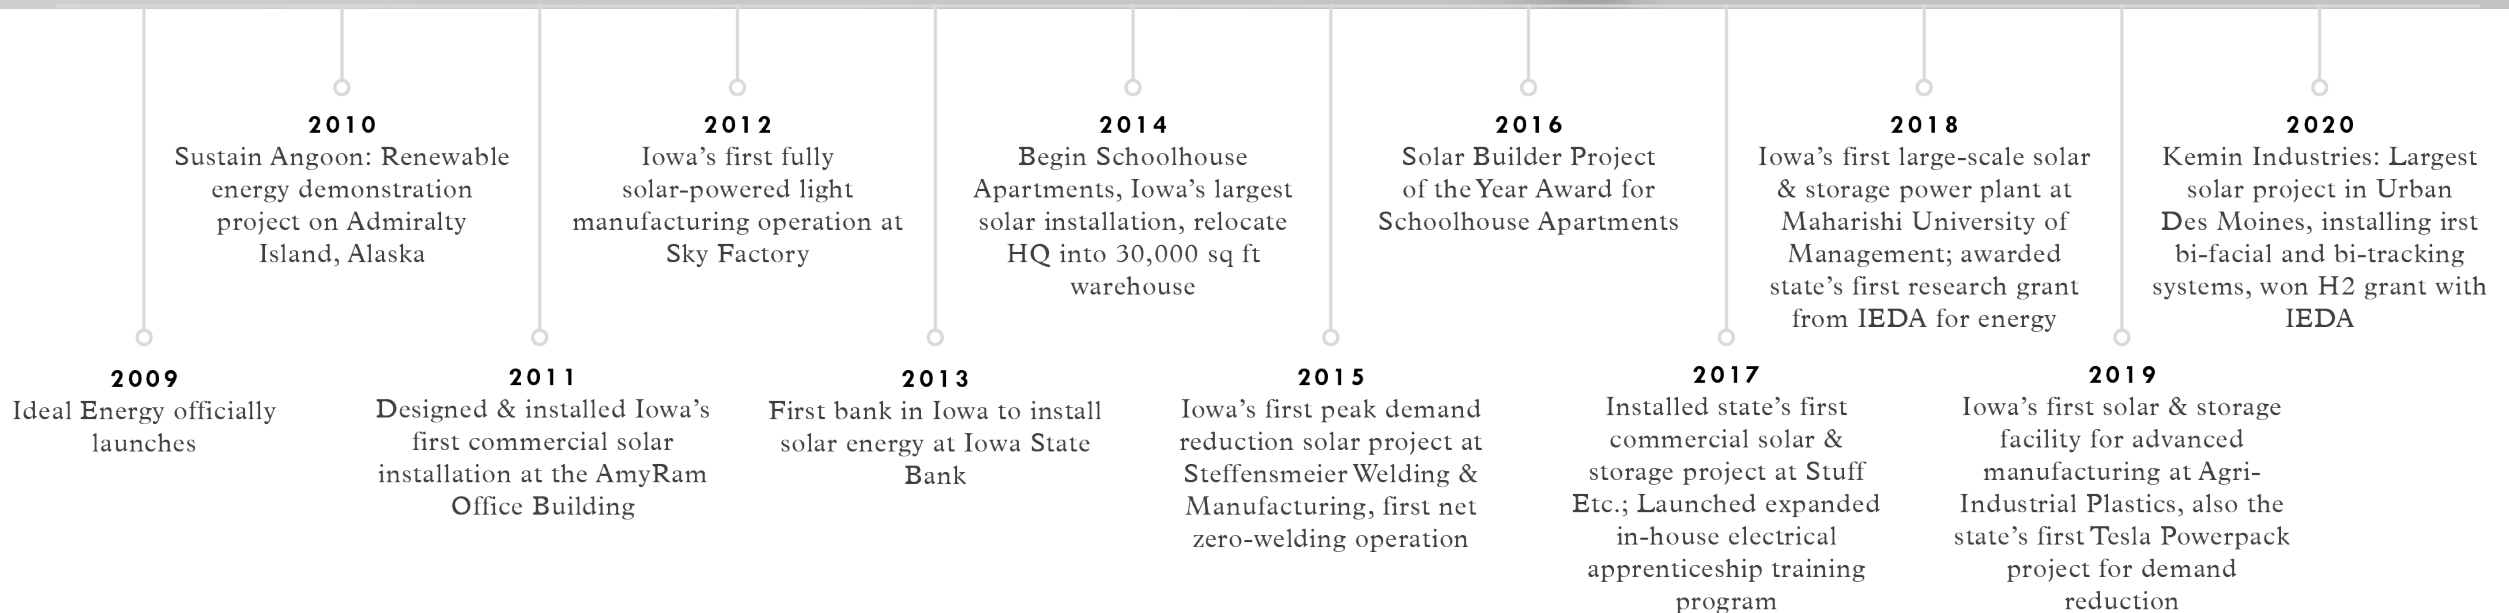 2009
Ideal Energy officially
launches
2010
Sustain Angoon: Renewable
energy demonstration
project on Admiralty
Island, Alaska
2011
Designed & installed Iowa’s
first commercial solar
installation at the AmyRam
Office Building
2012
Iowa’s first fully
solar-powered light
manufacturing operation at
Sky Factory
2013
First bank in Iowa to install
solar energy at Iowa State
Bank
2014
Begin Schoolhouse
Apartments, Iowa’s largest
solar installation, relocate
HQ into 30,000 sq ft
warehouse
2015
Iowa’s first peak demand
reduction solar project at
Steffensmeier Welding &
Manufacturing, first net
zero-welding operation
2016
Solar Builder Project
of the Year Award for
Schoolhouse Apartments
2017
Installed state’s first
commercial solar &
storage project at Stuff
Etc.; Launched expanded
in-house electrical
apprenticeship training
program
2018
Iowa’s first large-scale solar
& storage power plant at
Maharishi University of
Management; awarded
state’s first research grant
from IEDA for energy
2019
Iowa’s first solar & storage
facility for advanced
manufacturing at Agri-
Industrial Plastics, also the
state’s first Tesla Powerpack
project for demand
reduction
2020
Kemin Industries: Largest
solar project in Urban
Des Moines, installing irst
bi-facial and bi-tracking
systems, won H2 grant with
IEDA